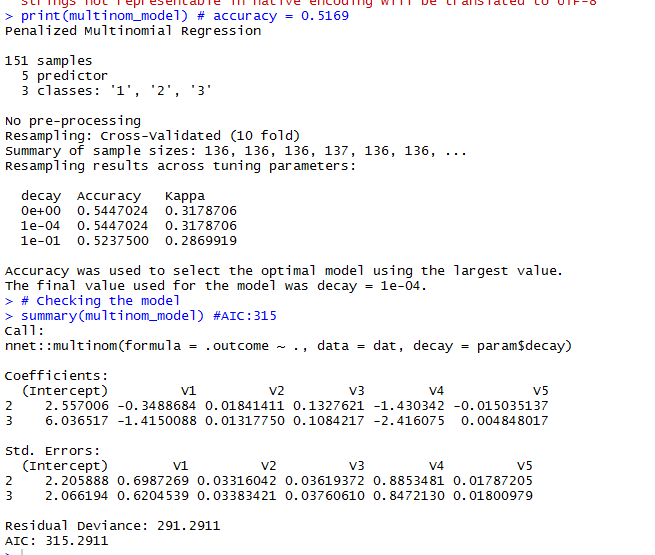 strings not representable in native encoding will be translated to UTF-8
> print(multinom_model) # accuracy = 0.5169
Penalized Multinomial Regression

151 samples
  5 predictor
  3 classes: '1', '2', '3'

No pre-processing
Resampling: Cross-Validated (10 fold)
Summary of sample sizes: 136, 136, 136, 137, 136, 136, ...
Resampling results across tuning parameters:

  decay  Accuracy   Kappa
  0e+00  0.5447024  0.3178706
  1e-04  0.5447024  0.3178706
  1e-01  0.5237500  0.2869919

Accuracy was used to select the optimal model using the largest value.
The final value used for the model was decay = 1e-04.
> # Checking the model
> summary(multinom_model) #AIC:315
Call:
nnet::multinom(formula = .outcome ~ ., data = dat, decay = param$decay)

Coefficients:
  (Intercept)         V1         V2        V3        V4           V5
2    2.557006 -0.3488684 0.01841411 0.1327621 -1.430342 -0.015035137
3    6.036517 -1.4150088 0.01317750 0.1084217 -2.416075  0.004848017

Std. Errors:
  (Intercept)        V1         V2         V3        V4         V5
2    2.205888 0.6987269 0.03316042 0.03619372 0.8853481 0.01787205
3    2.066194 0.6204539 0.03383421 0.03760610 0.8472130 0.01800979

Residual Deviance: 291.2911
AIC: 315.2911
>